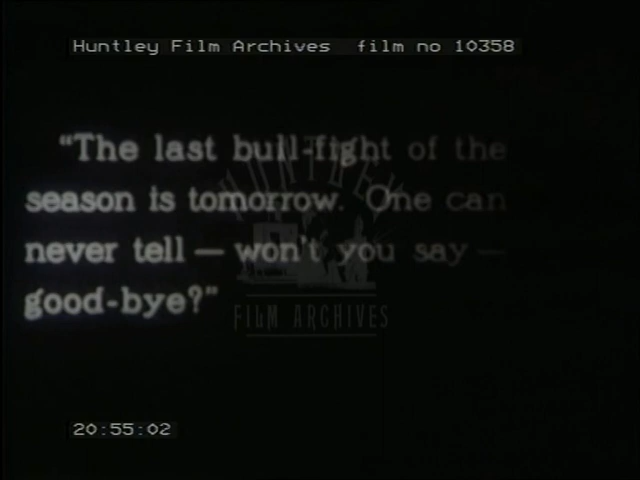 Huntley Film Archives film no 10358
"The last bull-fight of the
season is tomorrow. One can
never tell — won't you say —
good-bye?"
HUNTLEY
FILM ARCHIVES
20:55:02